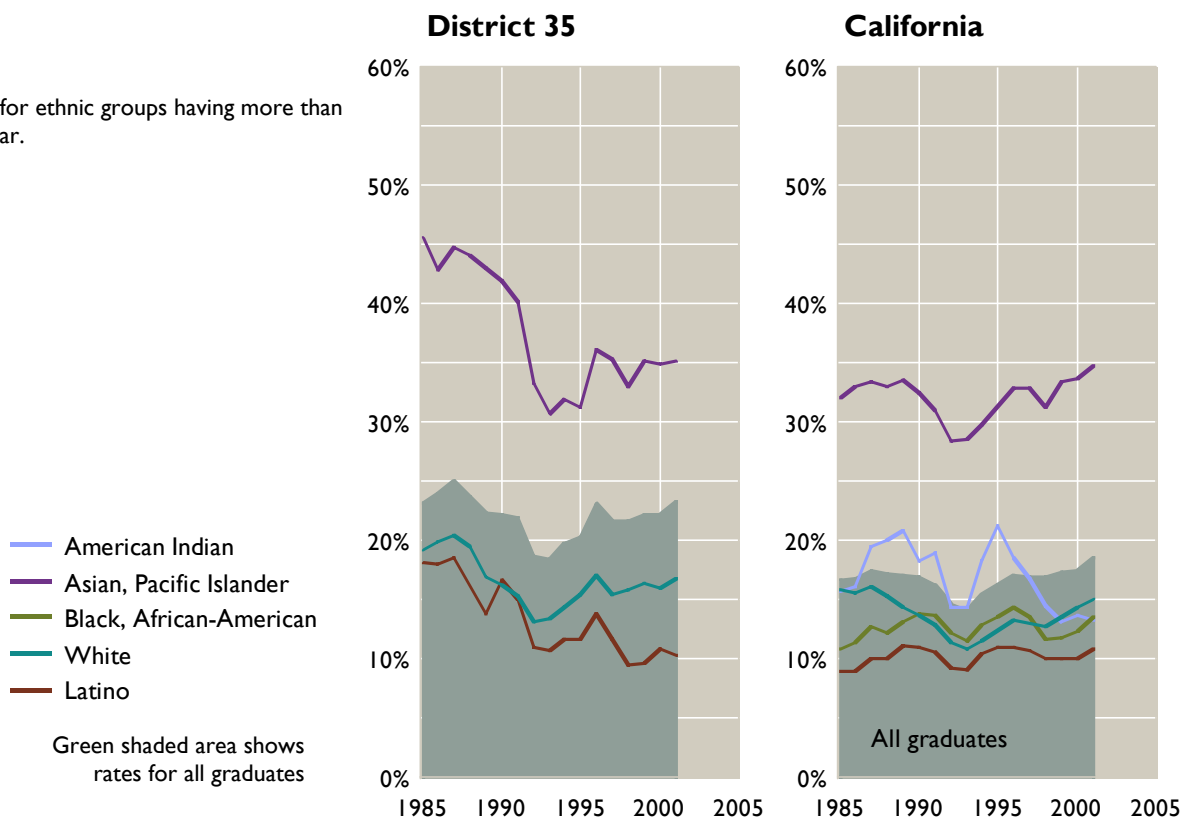 District 35
California
for ethnic groups having more than
ar.
60%
50%
40%
30%
20%
10%
0%
1985 1990 1995 2000 2005
60%
50%
40%
30%
20%
10%
0%
All graduates
1985 1990 1995 2000 2005
American Indian
Asian, Pacific Islander
Black, African-American
White
Latino
Green shaded area shows
rates for all graduates